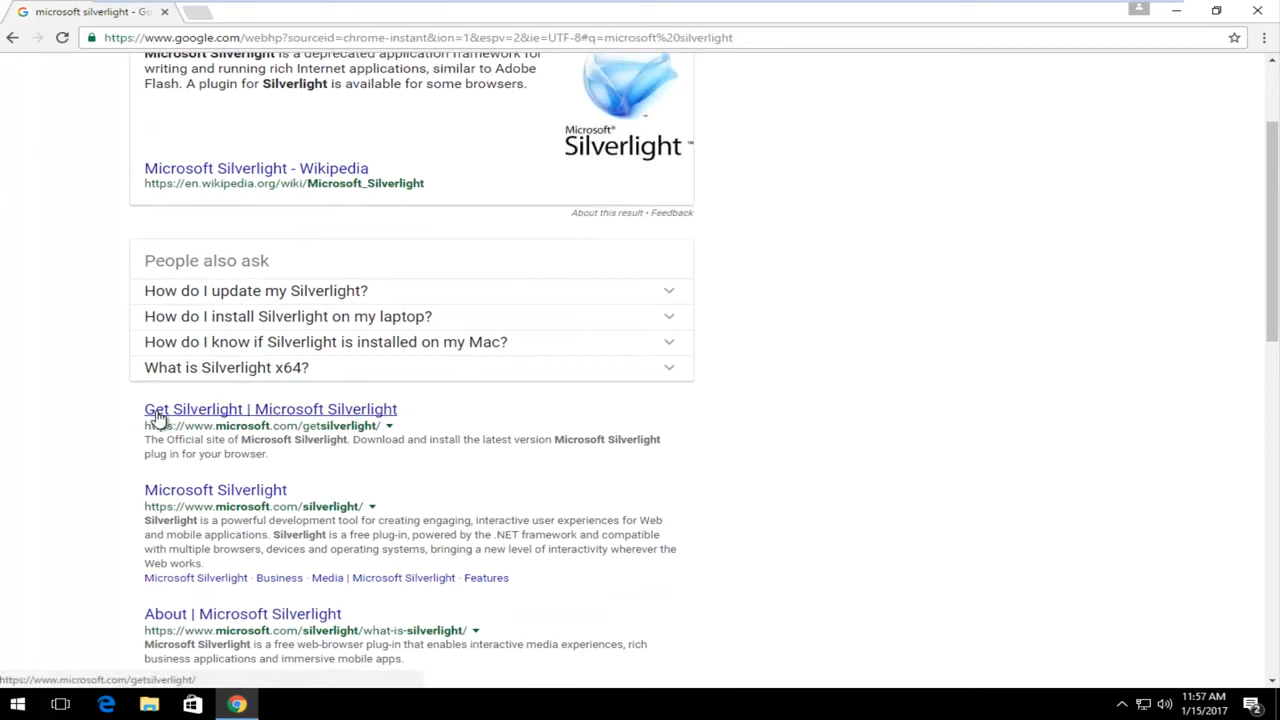 microsoft silverlight - Go
https://www.google.com/webhp?sourceid=chrome-instant&ion=1&espv=2&ie=UTF-8#q=microsoft%20silverlight
Microsoft Silverlight is a deprecated application framework for
writing and running rich Internet applications, similar to Adobe
Flash. A plugin for Silverlight is available for some browsers.
Microsoft®
Silverlight™
Microsoft Silverlight - Wikipedia
https://en.wikipedia.org/wiki/Microsoft_Silverlight
About this result • Feedback
People also ask
How do I update my Silverlight?
How do I install Silverlight on my laptop?
How do I know if Silverlight is installed on my Mac?
What is Silverlight x64?
Get Silverlight | Microsoft Silverlight
https://www.microsoft.com/getsilverlight/
The Official site of Microsoft Silverlight. Download and install the latest version Microsoft Silverlight
plug in for your browser.
Microsoft Silverlight
https://www.microsoft.com/silverlight/
Silverlight is a powerful development tool for creating engaging, interactive user experiences for Web
and mobile applications. Silverlight is a free plug-in, powered by the .NET framework and compatible
with multiple browsers, devices and operating systems, bringing a new level of interactivity wherever the
Web works.
Microsoft Silverlight · Business · Media | Microsoft Silverlight · Features
About | Microsoft Silverlight
https://www.microsoft.com/silverlight/what-is-silverlight/
Microsoft Silverlight is a free web-browser plug-in that enables interactive media experiences, rich
business applications and immersive mobile apps.
https://www.microsoft.com/getsilverlight/
11:57 AM
1/15/2017
2